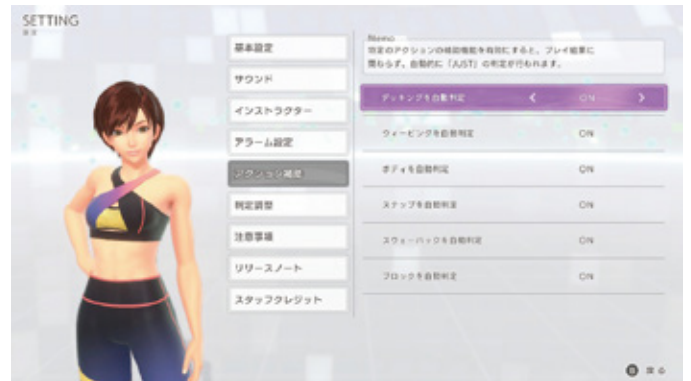 SETTING
設定
基本設定
サウンド
インストラクター
アラーム設定
アクション補完
判定調整
注意事項
リリースノート
スタッフクレジット
Memo
特定のアクションの補助機能を有効にすると、プレイ結果に
関わらず、自動的に「JUST」の判定が行われます。
ダッキングを自動判定 ON
ウィービングを自動判定 ON
ボディを自動判定 ON
ステップを自動判定 ON
スウェーバックを自動判定 ON
ブロックを自動判定 ON
B 戻る